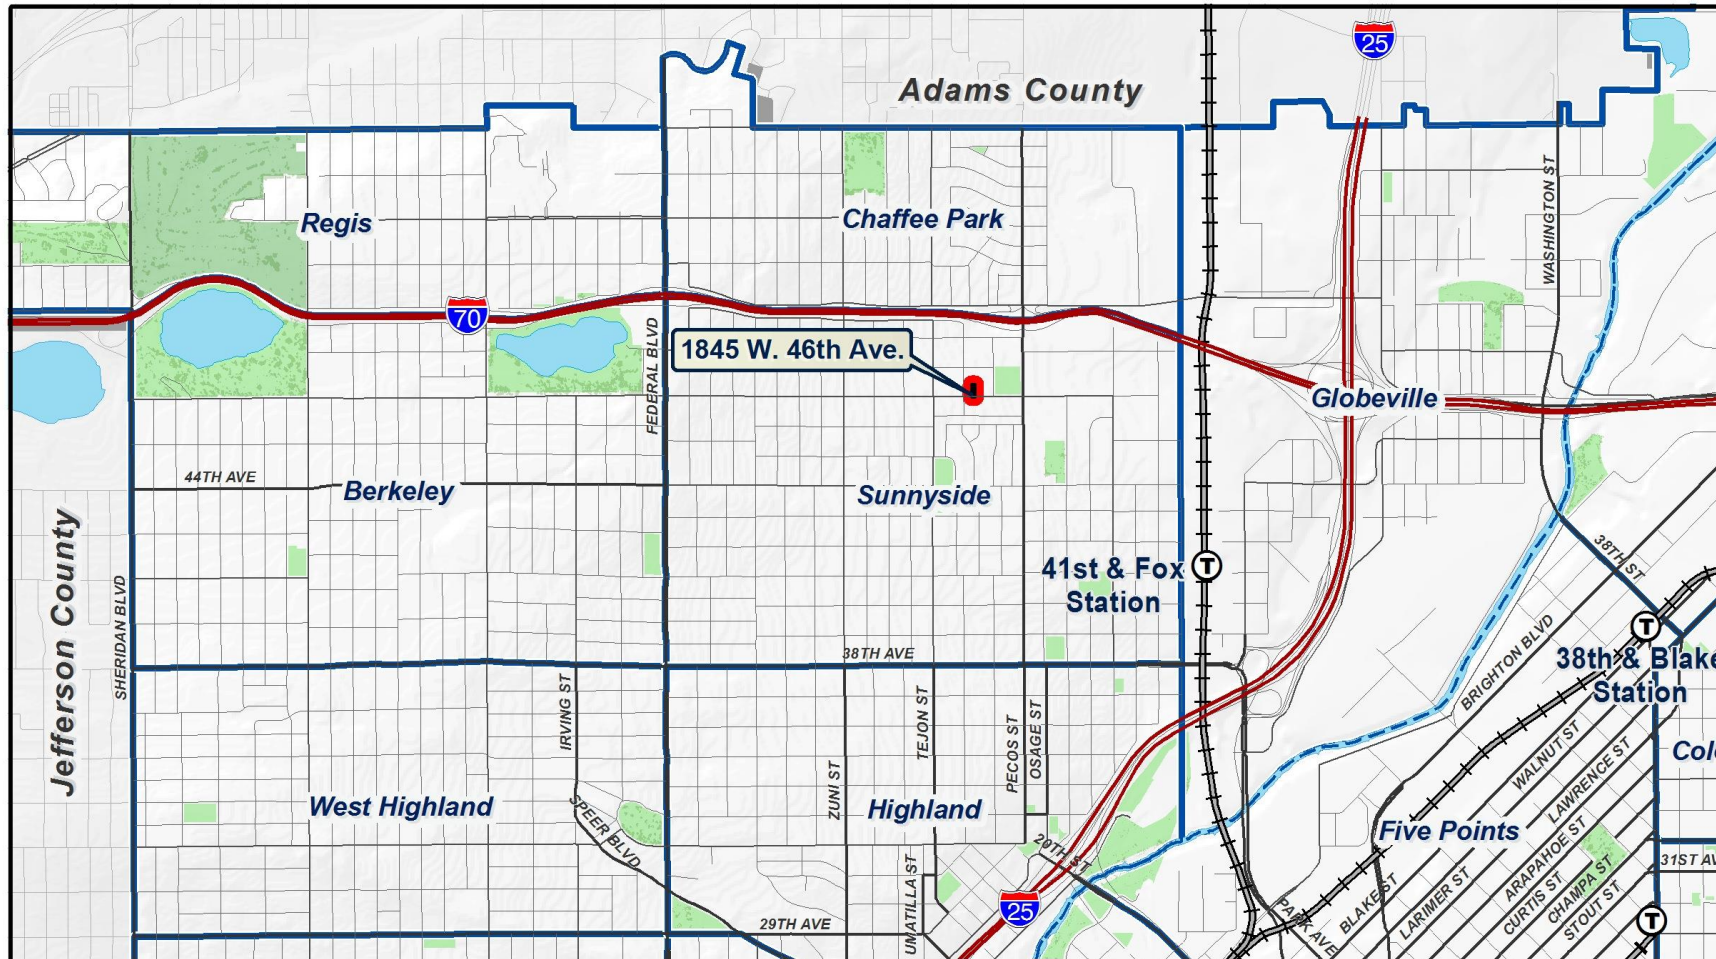 25
Adams County
WASHINGTON ST
Regis
Chaffee Park
70
FEDERAL BLVD
1845 W. 46th Ave.
Globeville
44TH AVE
Berkeley
Sunnyside
Jefferson County
SHERIDAN BLVD
41st & Fox
Station
T
38TH ST
T
38th & Blake
Station
BRIGHTON BLVD
38TH AVE
IRVING ST
TEJON ST
PECOS ST
OSAGE ST
ZUNI ST
WALNUT ST
LAWRENCE ST
Col
West Highland
SPEER BLVD
Highland
Five Points
20TH ST
ARAPAHOE ST
31ST AV
UMATILLA ST
CHAMPA ST
CURTIS ST
STOUT ST
LARIMER ST
BLAKE ST
PARK AVE
25
29TH AVE
T